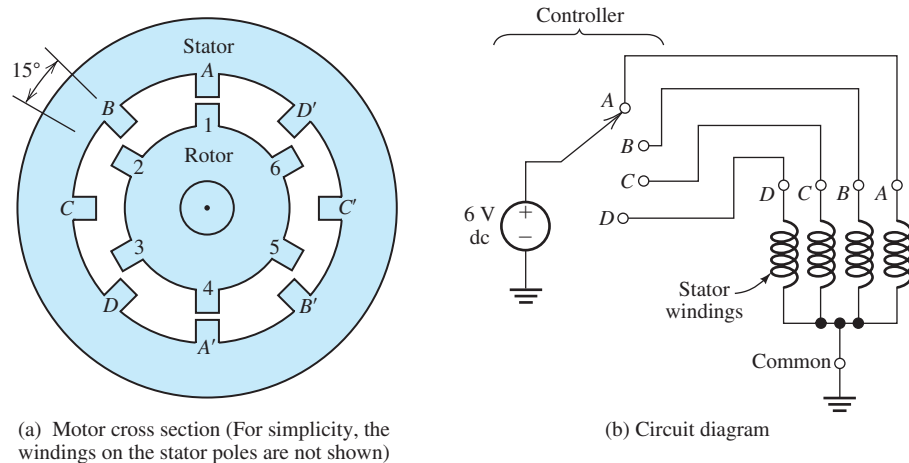 Stator
15°
A
B
D′
1
Rotor
2
6
C
C′
3
5
4
D
B′
A′
(a) Motor cross section (For simplicity, the
windings on the stator poles are not shown)
Controller
A
B
C
D
6 V
dc
+
−
D
C
B
A
Stator
windings
Common
(b) Circuit diagram